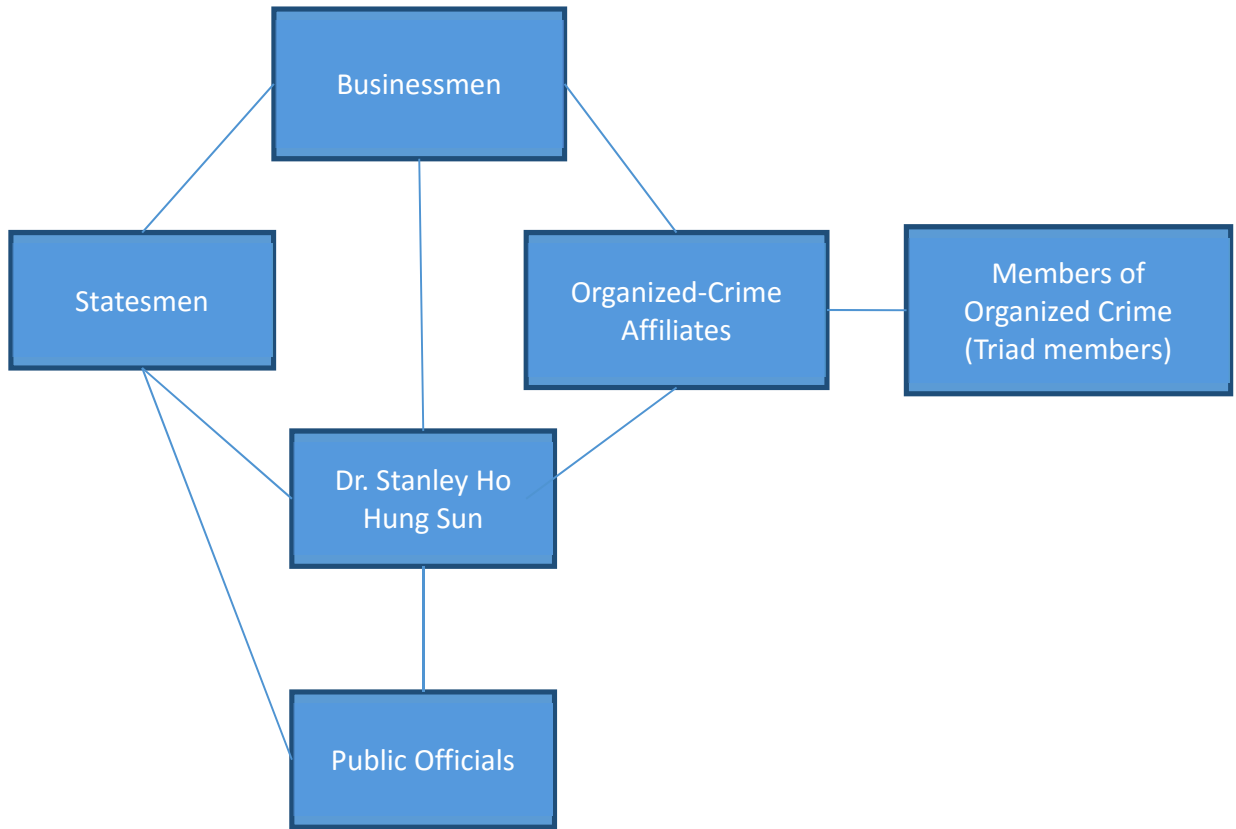 Businessmen
Statesmen
Organized-Crime
Affiliates
Members of
Organized Crime
(Triad members)
Dr. Stanley Ho
Hung Sun
Public Officials